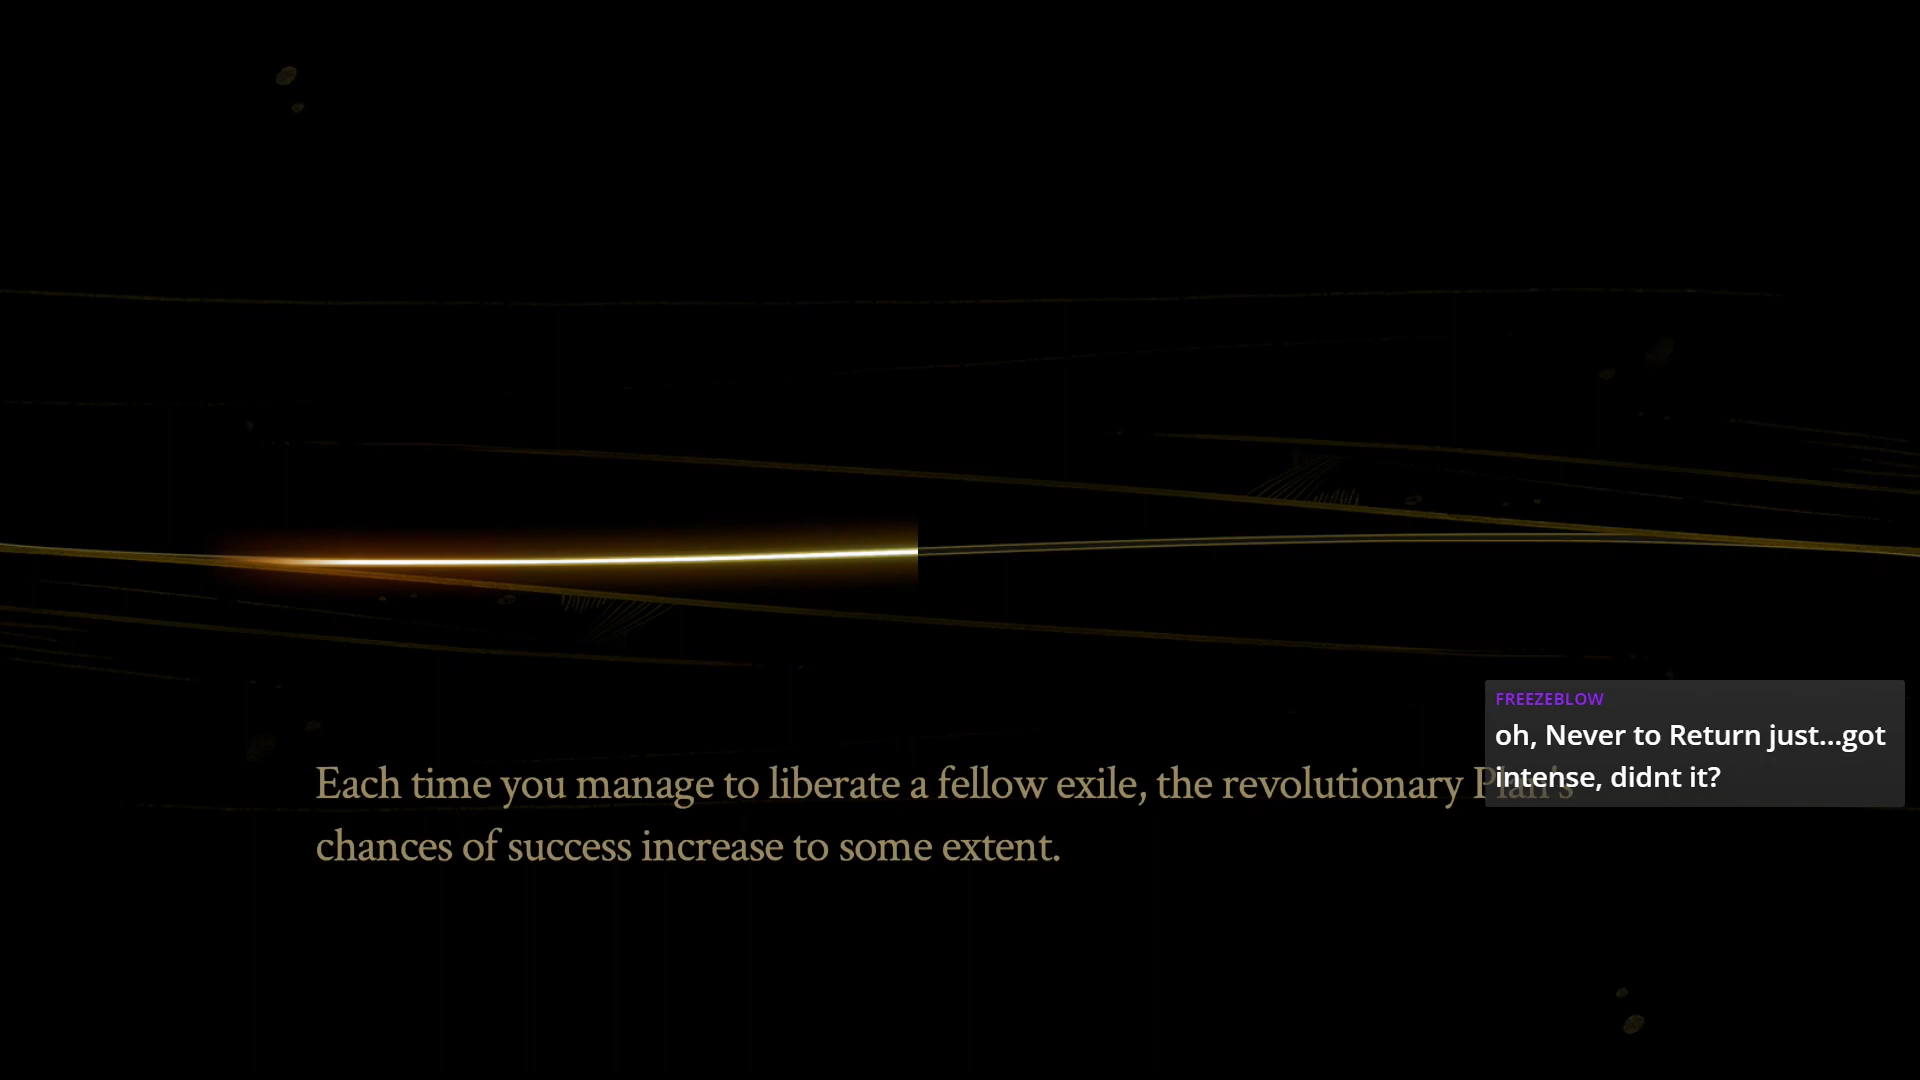 Each time you manage to liberate a fellow exile, the revolutionary Plan's
chances of success increase to some extent.
FREEZEBLOW
oh, Never to Return just...got
intense, didnt it?